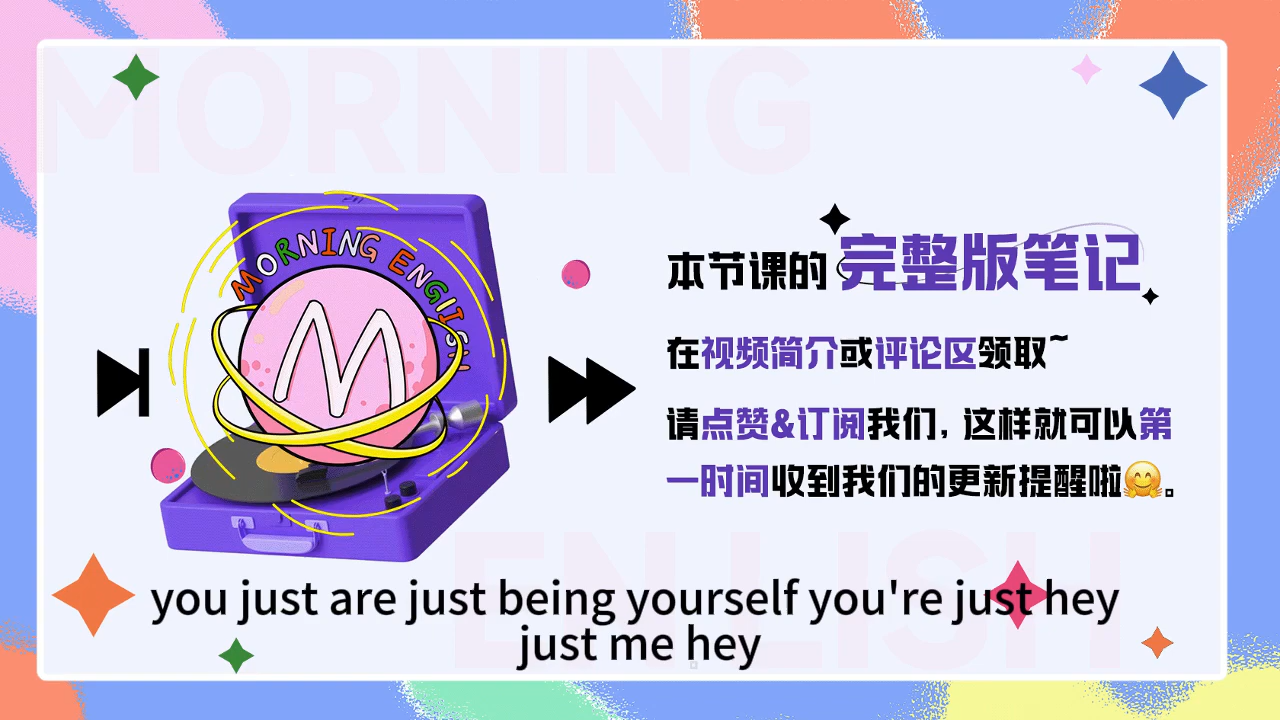 MORNING
MORNING ENGlISH
M
本节课的 完整版笔记
在视频简介或评论区领取~
请点赞&订阅我们, 这样就可以第
一时间收到我们的更新提醒啦🤗。
ENLISH
you just are just being yourself you're just hey
just me hey